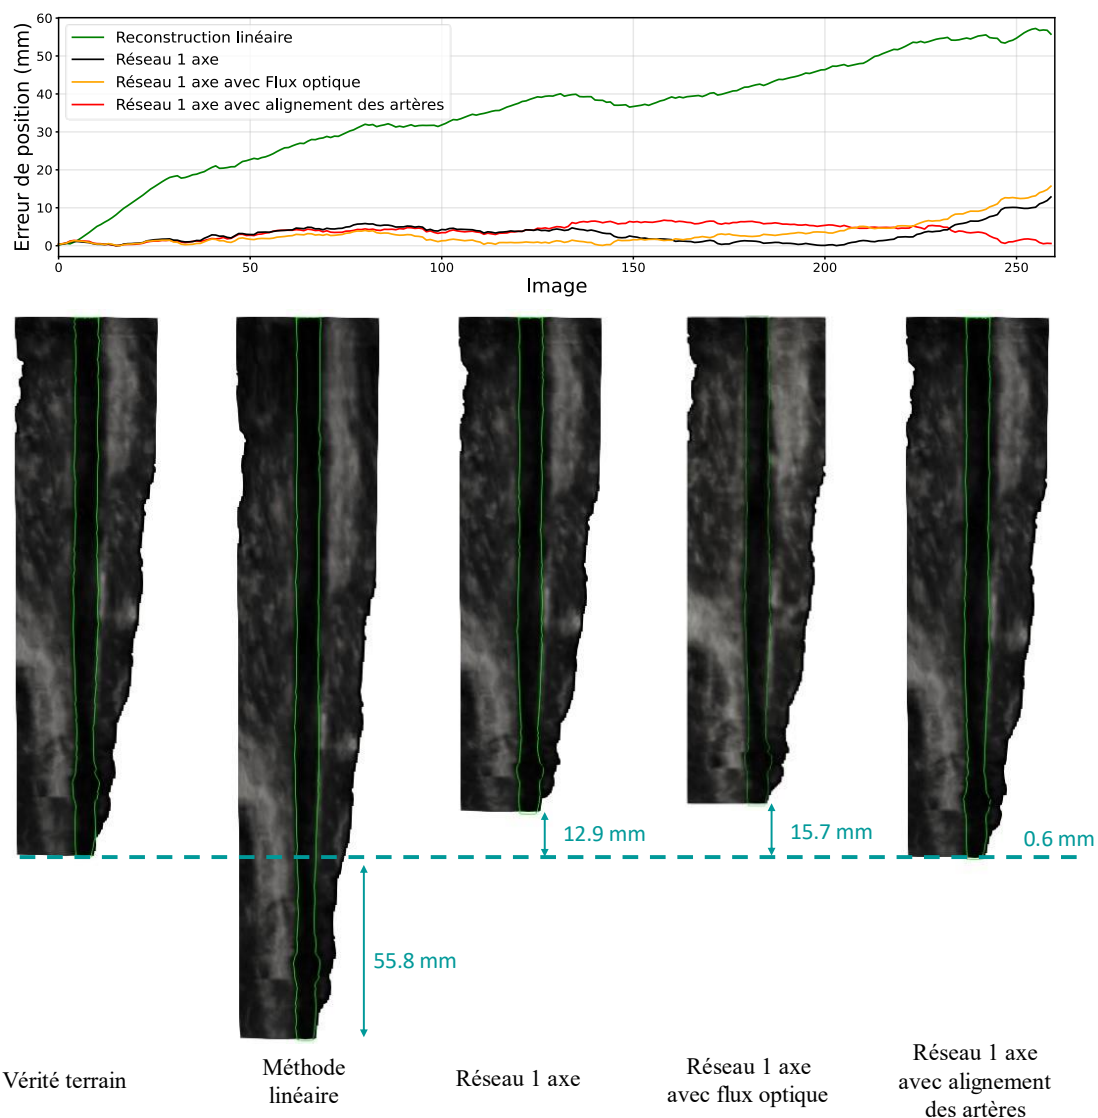 Erreur de position (mm)
60
50
40
30
20
10
0
Reconstruction linéaire
Réseau 1 axe
Réseau 1 axe avec Flux optique
Réseau 1 axe avec alignement des artères
0 50 100 150 200 250
Image
12.9 mm
15.7 mm
0.6 mm
55.8 mm
Vérité terrain
Méthode
linéaire
Réseau 1 axe
Réseau 1 axe
avec flux optique
Réseau 1 axe
avec alignement
des artères